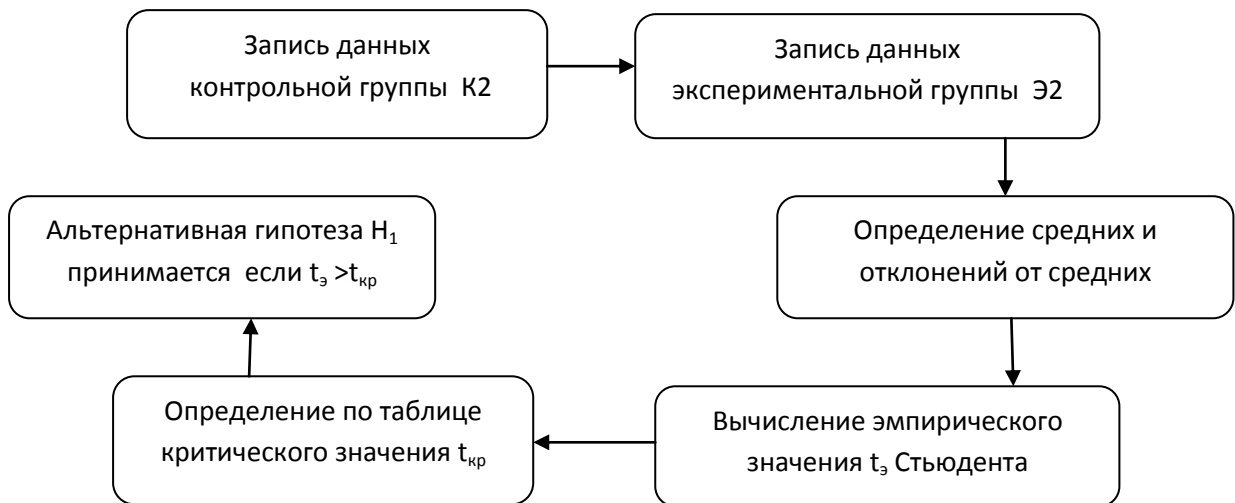 Запись данных
контрольной группы К2
Запись данных
экспериментальной группы Э2
Определение средних и
отклонений от средних
Вычисление эмпирического
значения tэ Стьюдента
Определение по таблице
критического значения tкр
Альтернативная гипотеза H1
принимается если tэ >tкр